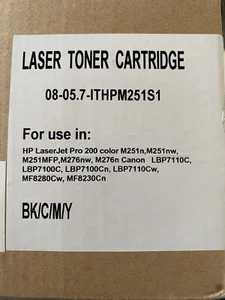 LASER TONER CARTRIDGE
08-05.7-ITHPM251S1
For use in:
HP LaserJet Pro 200 color M251n,M251nw,
M251MFP,M276nw, M276n Canon LBP7110C,
LBP7100C, LBP7100Cn, LBP7110Cw,
MF8280Cw, MF8230Cn
BK/C/M/Y